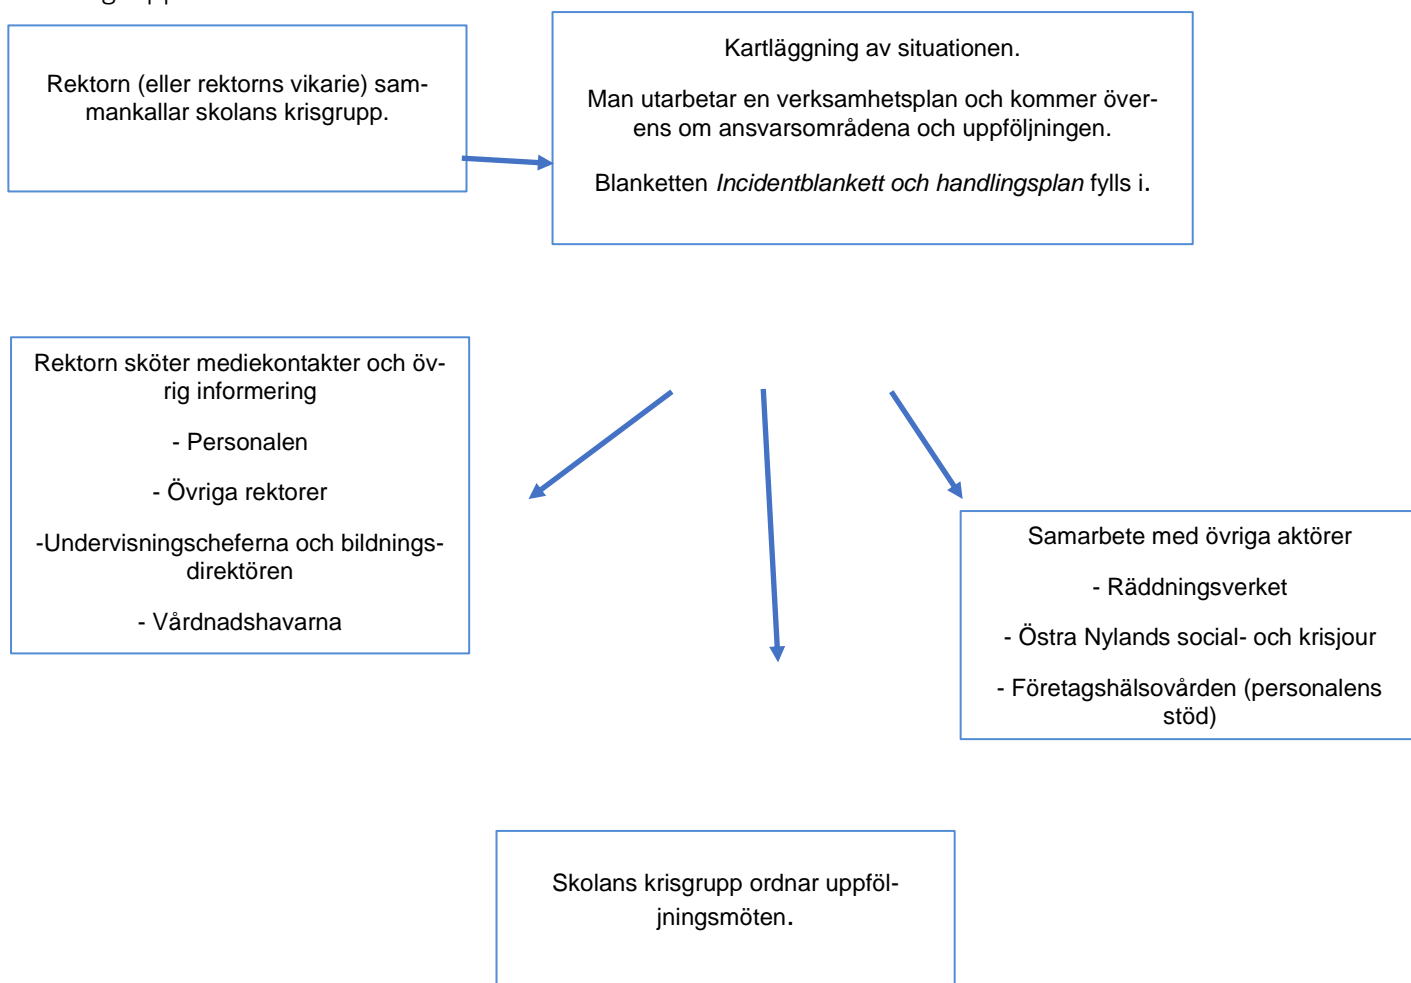 Rektorn (eller rektorns vikarie) sam-
mankallar skolans krisgrupp.
Kartläggning av situationen.
Man utarbetar en verksamhetsplan och kommer över-
ens om ansvarsområdena och uppföljningen.
Blanketten Incidentblankett och handlingsplan fylls i.
Rektorn sköter mediekontakter och öv-
rig informering
- Personalen
- Övriga rektorer
-Undervisningscheferna och bildnings-
direktören
- Vårdnadshavarna
Samarbete med övriga aktörer
- Räddningsverket
- Östra Nylands social- och krisjour
- Företagshälsovården (personalens
stöd)
Skolans krisgrupp ordnar uppföl-
jningsmöten.